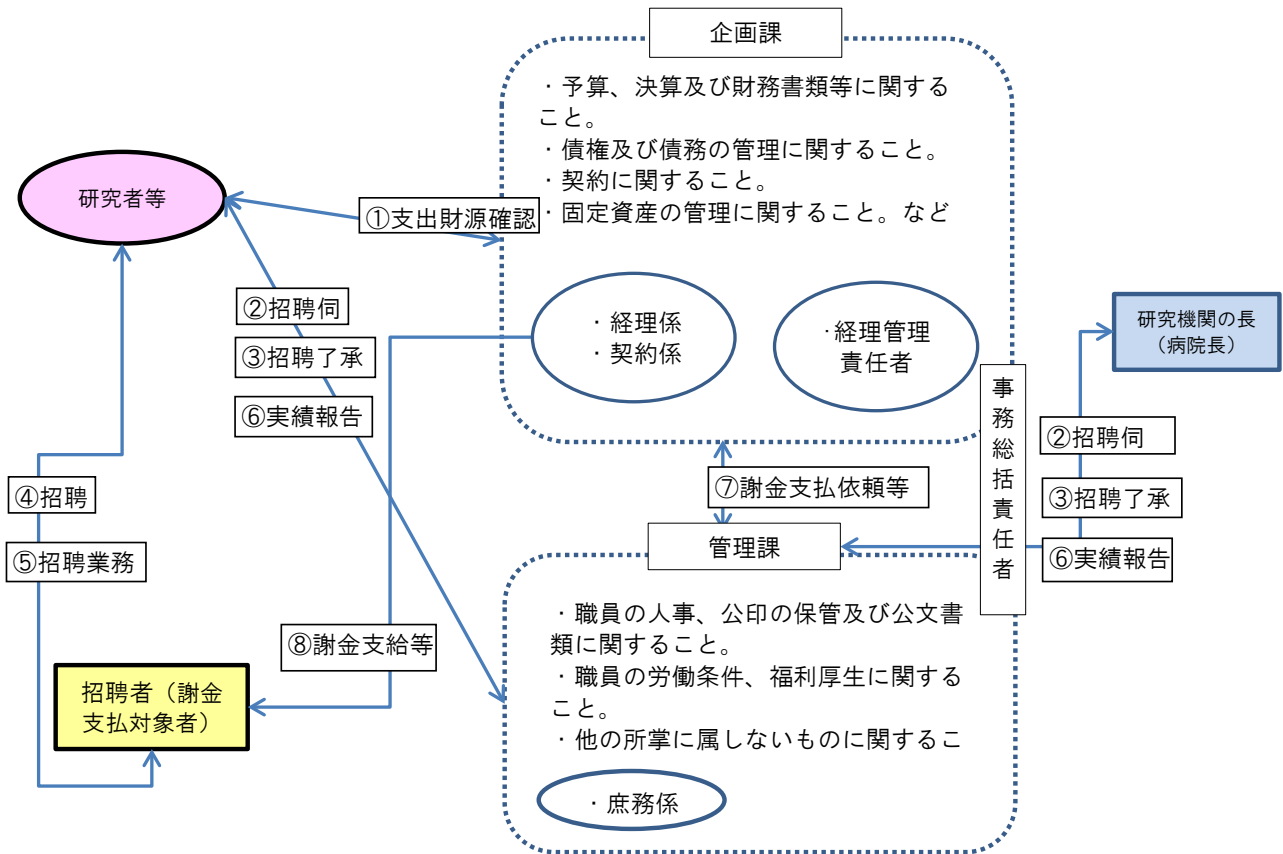 企画課
・予算、決算及び財務書類等に関する
こと。
・債権及び債務の管理に関すること。
・契約に関すること。
・固定資産の管理に関すること。など
研究者等
①支出財源確認
②招聘伺
③招聘了承
⑥実績報告
・経理係
・契約係
・経理管理
責任者
研究機関の長
（病院長）
事務総括責任者
②招聘伺
③招聘了承
⑥実績報告
④招聘
⑤招聘業務
⑦謝金支払依頼等
管理課
・職員の人事、公印の保管及び公文書
類に関すること。
・職員の労働条件、福利厚生に関する
こと。
・他の所掌に属しないものに関するこ
⑧謝金支給等
招聘者（謝金
支払対象者）
・庶務係